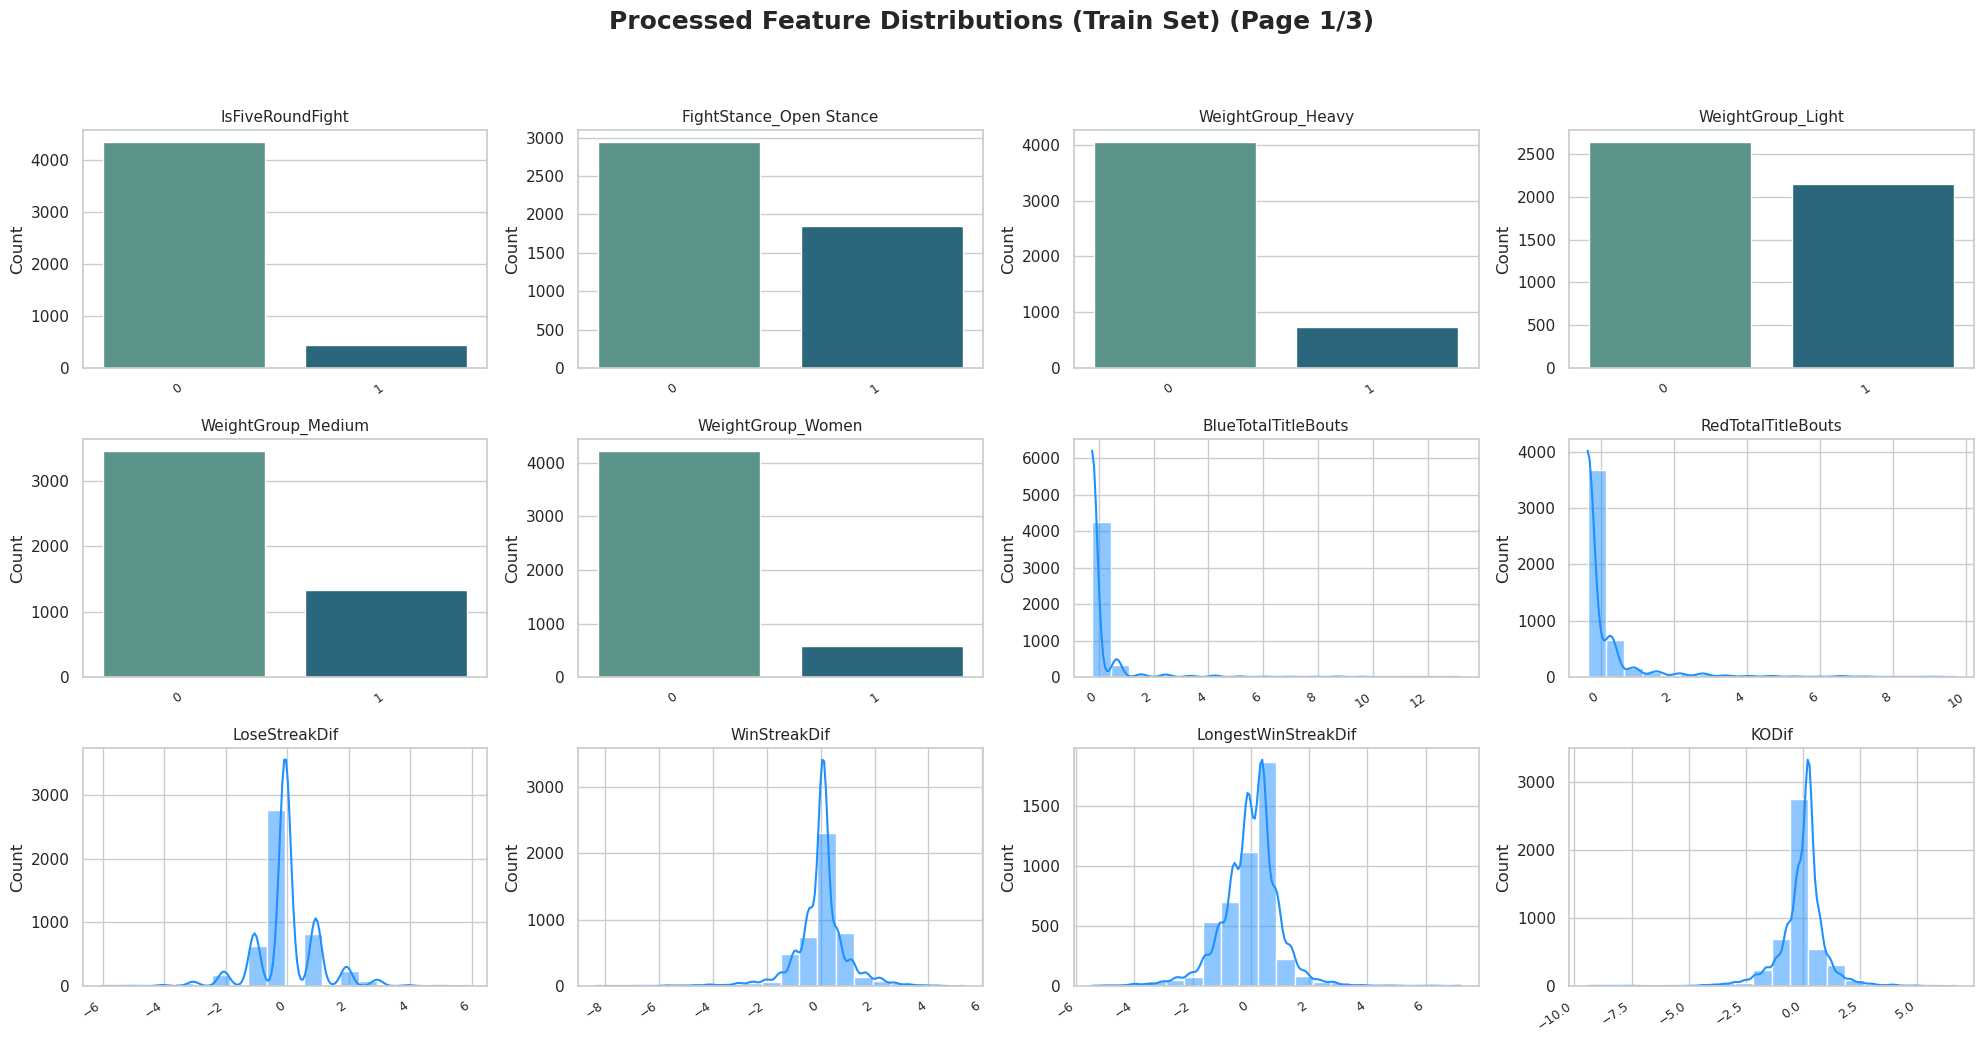 Processed Feature Distributions (Train Set) (Page 1/3)
IsFiveRoundFight
Count
4000
3000
2000
1000
0
0 1
FightStance_Open Stance
Count
3000
2500
2000
1500
1000
500
0
0 1
WeightGroup_Heavy
Count
4000
3000
2000
1000
0
0 1
WeightGroup_Light
Count
2500
2000
1500
1000
500
0
0 1
WeightGroup_Medium
Count
3000
2000
1000
0
0 1
WeightGroup_Women
Count
4000
3000
2000
1000
0
0 1
BlueTotalTitleBouts
Count
6000
5000
4000
3000
2000
1000
0
0 2 4 6 8 10 12
RedTotalTitleBouts
Count
4000
3000
2000
1000
0
0 2 4 6 8 10
LoseStreakDif
Count
3000
2000
1000
0
−6 −4 −2 0 2 4 6
WinStreakDif
Count
3000
2000
1000
0
−8 −6 −4 −2 0 2 4 6
LongestWinStreakDif
Count
1500
1000
500
0
−6 −4 −2 0 2 4 6
KODif
Count
3000
2000
1000
0
−10.0 −7.5 −5.0 −2.5 0.0 2.5 5.0